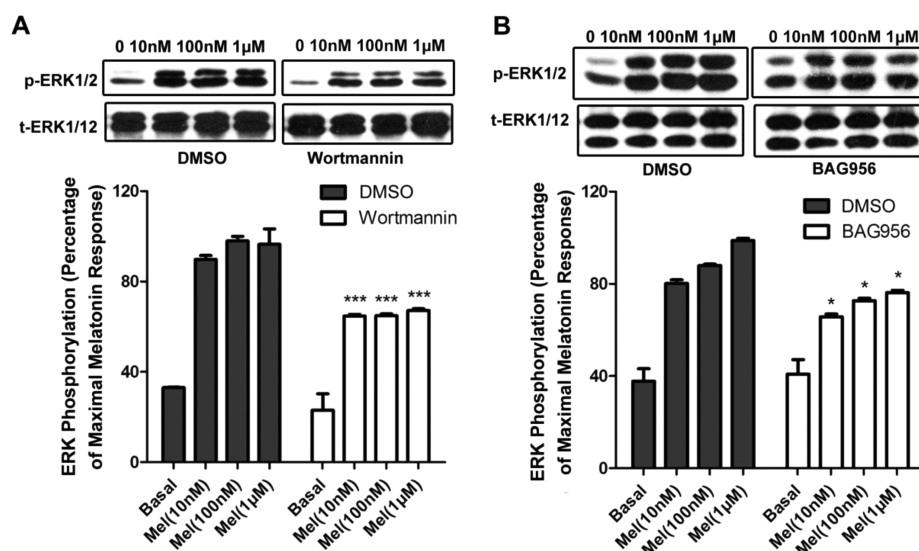 A
0 10nM 100nM 1µM 0 10nM 100nM 1µM
p-ERK1/2
t-ERK1/12
DMSO Wortmannin
ERK Phosphorylation (Percentage
of Maximal Melatonin Response)
120
80
40
0
DMSO
Wortmannin
*** *** ***
Basal
Mel(10nM)
Mel(100nM)
Mel(1µM)
Basal
Mel(10nM)
Mel(100nM)
Mel(1µM)
B
0 10nM 100nM 1µM 0 10nM 100nM 1µM
p-ERK1/2
t-ERK1/12
DMSO BAG956
ERK Phosphorylation (Percentage
of Maximal Melatonin Response)
120
80
40
0
DMSO
BAG956
* * *
Basal
Mel(10nM)
Mel(100nM)
Mel(1µM)
Basal
Mel(10nM)
Mel(100nM)
Mel(1µM)